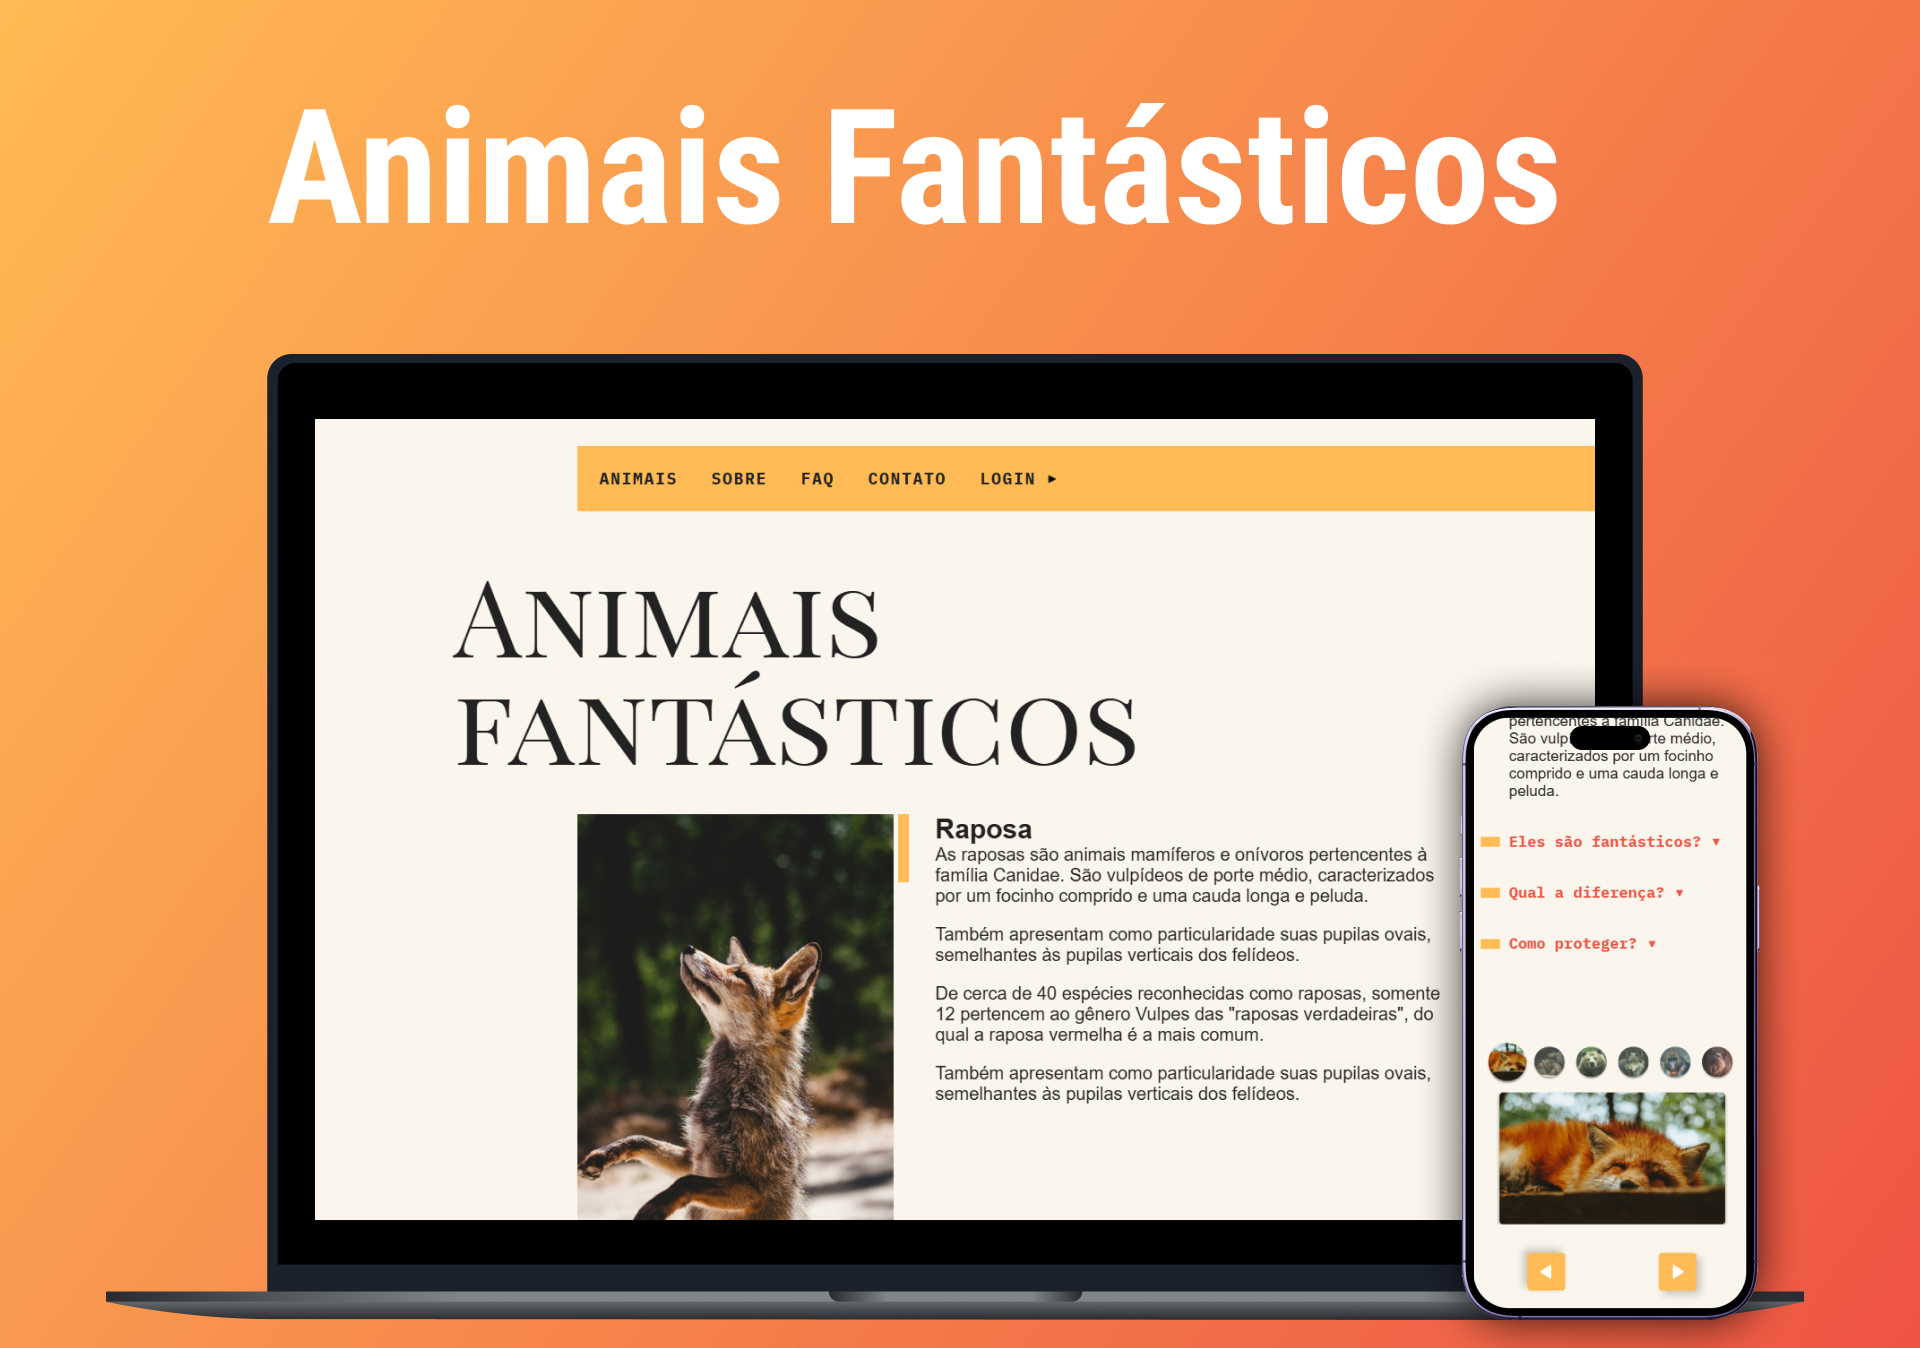 Animais Fantásticos
ANIMAIS SOBRE FAQ CONTATO LOGIN ▸
ANIMAIS
FANTÁSTICOS
Raposa
As raposas são animais mamíferos e onívoros pertencentes à
família Canidae. São vulpídeos de porte médio, caracterizados
por um focinho comprido e uma cauda longa e peluda.
Também apresentam como particularidade suas pupilas ovais,
semelhantes às pupilas verticais dos felídeos.
De cerca de 40 espécies reconhecidas como raposas, somente
12 pertencem ao gênero Vulpes das "raposas verdadeiras", do
qual a raposa vermelha é a mais comum.
Também apresentam como particularidade suas pupilas ovais,
semelhantes às pupilas verticais dos felídeos.
pertencentes à família Canidae.
São médio,
caracterizados por um focinho
comprido e uma cauda longa e
peluda.
Eles são fantásticos? ▾
Qual a diferença? ▾
Como proteger? ▾